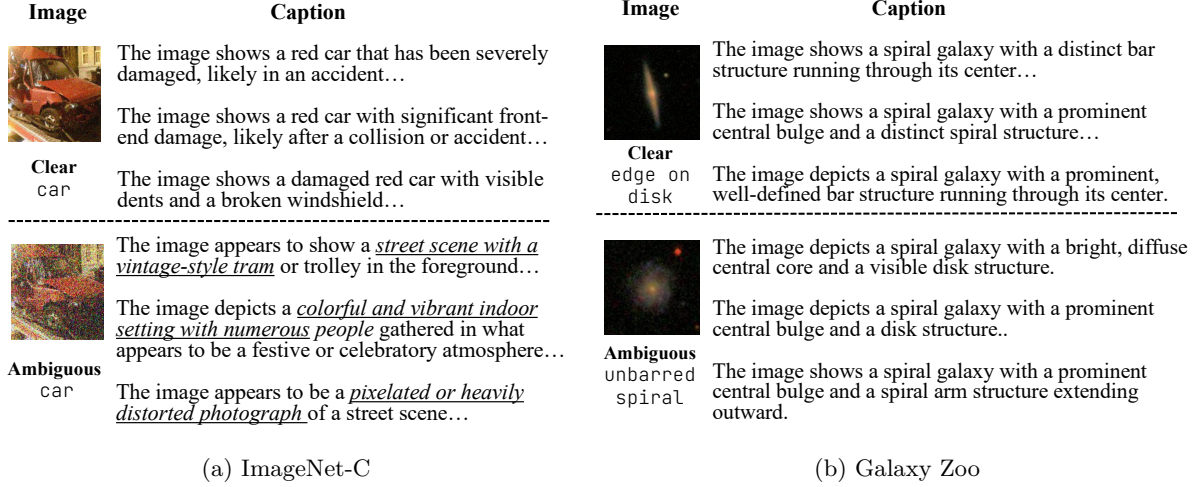 Image
Caption
The image shows a red car that has been severely
damaged, likely in an accident…
The image shows a red car with significant front-
end damage, likely after a collision or accident…
Clear
car
The image shows a damaged red car with visible
dents and a broken windshield…
The image appears to show a street scene with a
vintage-style tram or trolley in the foreground…
The image depicts a colorful and vibrant indoor
setting with numerous people gathered in what
appears to be a festive or celebratory atmosphere…
Ambiguous
car
The image appears to be a pixelated or heavily
distorted photograph of a street scene…
(a) ImageNet-C
Image
Caption
The image shows a spiral galaxy with a distinct bar
structure running through its center…
The image shows a spiral galaxy with a prominent
central bulge and a distinct spiral structure…
Clear
edge on
disk
The image depicts a spiral galaxy with a prominent,
well-defined bar structure running through its center.
The image depicts a spiral galaxy with a bright, diffuse
central core and a visible disk structure.
The image depicts a spiral galaxy with a prominent
central bulge and a disk structure..
Ambiguous
unbarred
spiral
The image shows a spiral galaxy with a prominent
central bulge and a spiral arm structure extending
outward.
(b) Galaxy Zoo